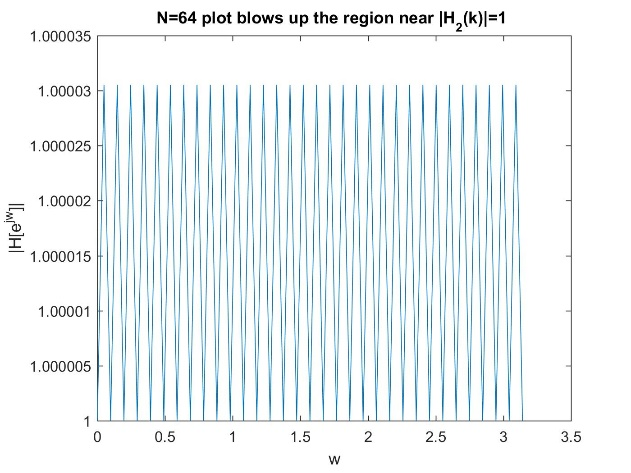 N=64 plot blows up the region near |H₂(k)|=1
1.000035
1.00003
1.000025
1.00002
1.000015
1.00001
1.000005
1
|H[e^{jw}]|
0 0.5 1 1.5 2 2.5 3 3.5
w